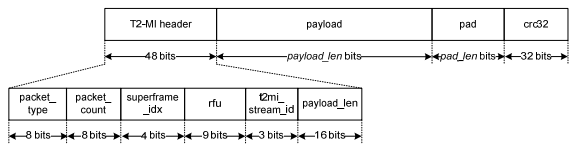 T2-MI header payload pad crc32
48 bits payload_len bits pad_len bits 32 bits
packet_ packet_ superframe rfu t2mi_ payload_len
type count _idx stream_id
8 bits 8 bits 4 bits 9 bits 3 bits 16 bits